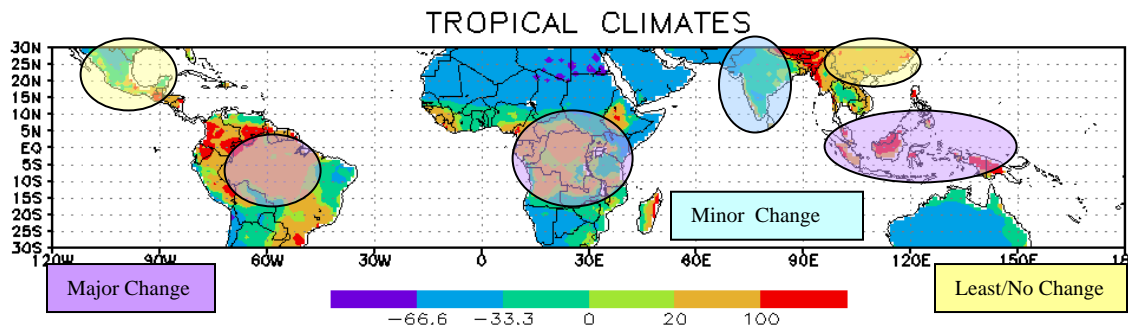 TROPICAL CLIMATES
30N
25N
20N
15N
10N
5N
EQ
5S
10S
15S
20S
25S
30S
120W 90W 60W 30W 0 30E 60E 90E 120E 150E 18
Minor Change
Major Change
Least/No Change
-66.6 -33.3 0 20 100